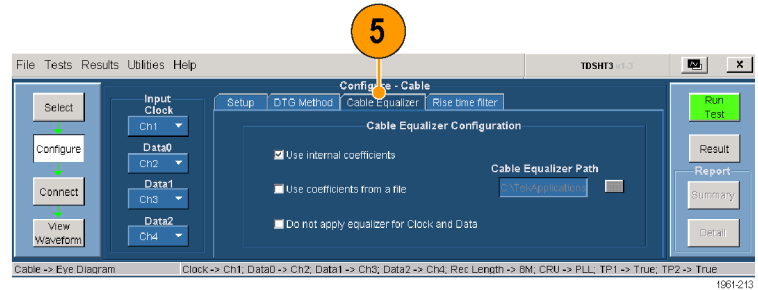 5
File Tests Results Utilities Help TDSHT3 v1-3 x
Configure - Cable
Select
Configure
Connect
View
Waveform
Input
Clock
Ch1
Data0
Ch2
Data1
Ch3
Data2
Ch4
Setup DTG Method Cable Equalizer Rise time filter
Cable Equalizer Configuration
Use internal coefficients
Use coefficients from a file
Do not apply equalizer for Clock and Data
Cable Equalizer Path
C:\TekApplications
Run
Test
Result
Report
Summary
Detail
Cable -> Eye Diagram Clock -> Ch1; Data0 -> Ch2; Data1 -> Ch3; Data2 -> Ch4; Rec Length -> 8M; CRU -> PLL; TP1 -> True; TP2 -> True
1961-213